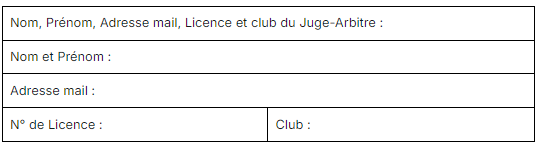 Nom, Prénom, Adresse mail, Licence et club du Juge-Arbitre :
Nom et Prénom :
Adresse mail :
N° de Licence :
Club :